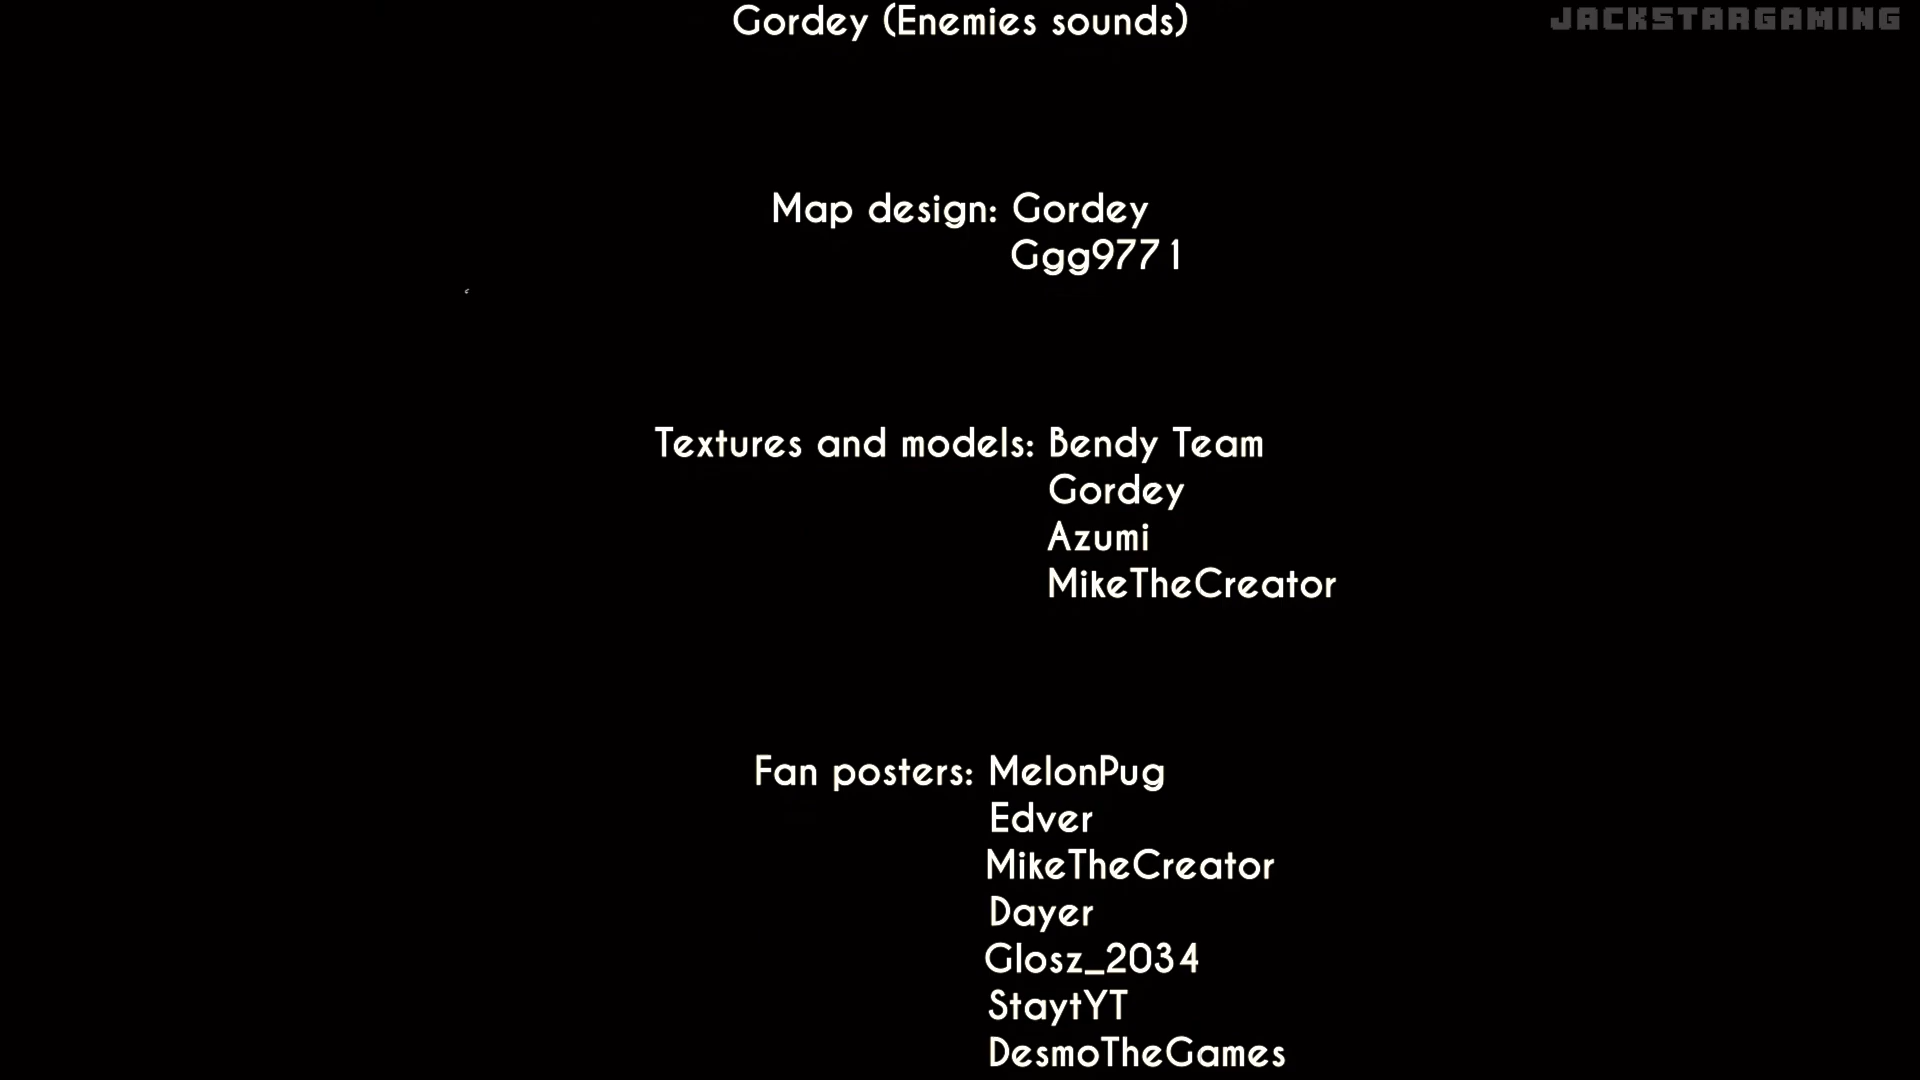 Gordey (Enemies sounds)
JACKSTARGAMING
Map design: Gordey
Ggg9771
Textures and models: Bendy Team
Gordey
Azumi
MikeTheCreator
Fan posters: MelonPug
Edver
MikeTheCreator
Dayer
Glosz_2034
StaytYT
DesmoTheGames